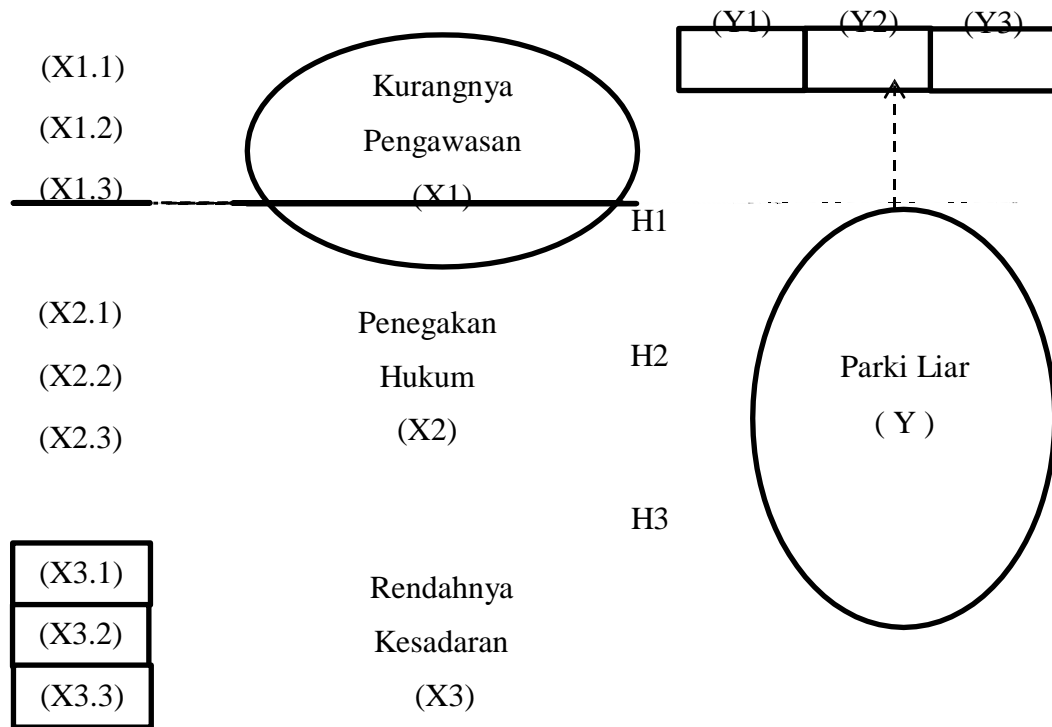 (Y1) (Y2) (Y3)
(X1.1)
(X1.2)
(X1.3)
Kurangnya
Pengawasan
(X1)
H1
(X2.1)
(X2.2)
(X2.3)
Penegakan
Hukum
(X2)
H2
Parki Liar
( Y )
H3
(X3.1)
(X3.2)
(X3.3)
Rendahnya
Kesadaran
(X3)